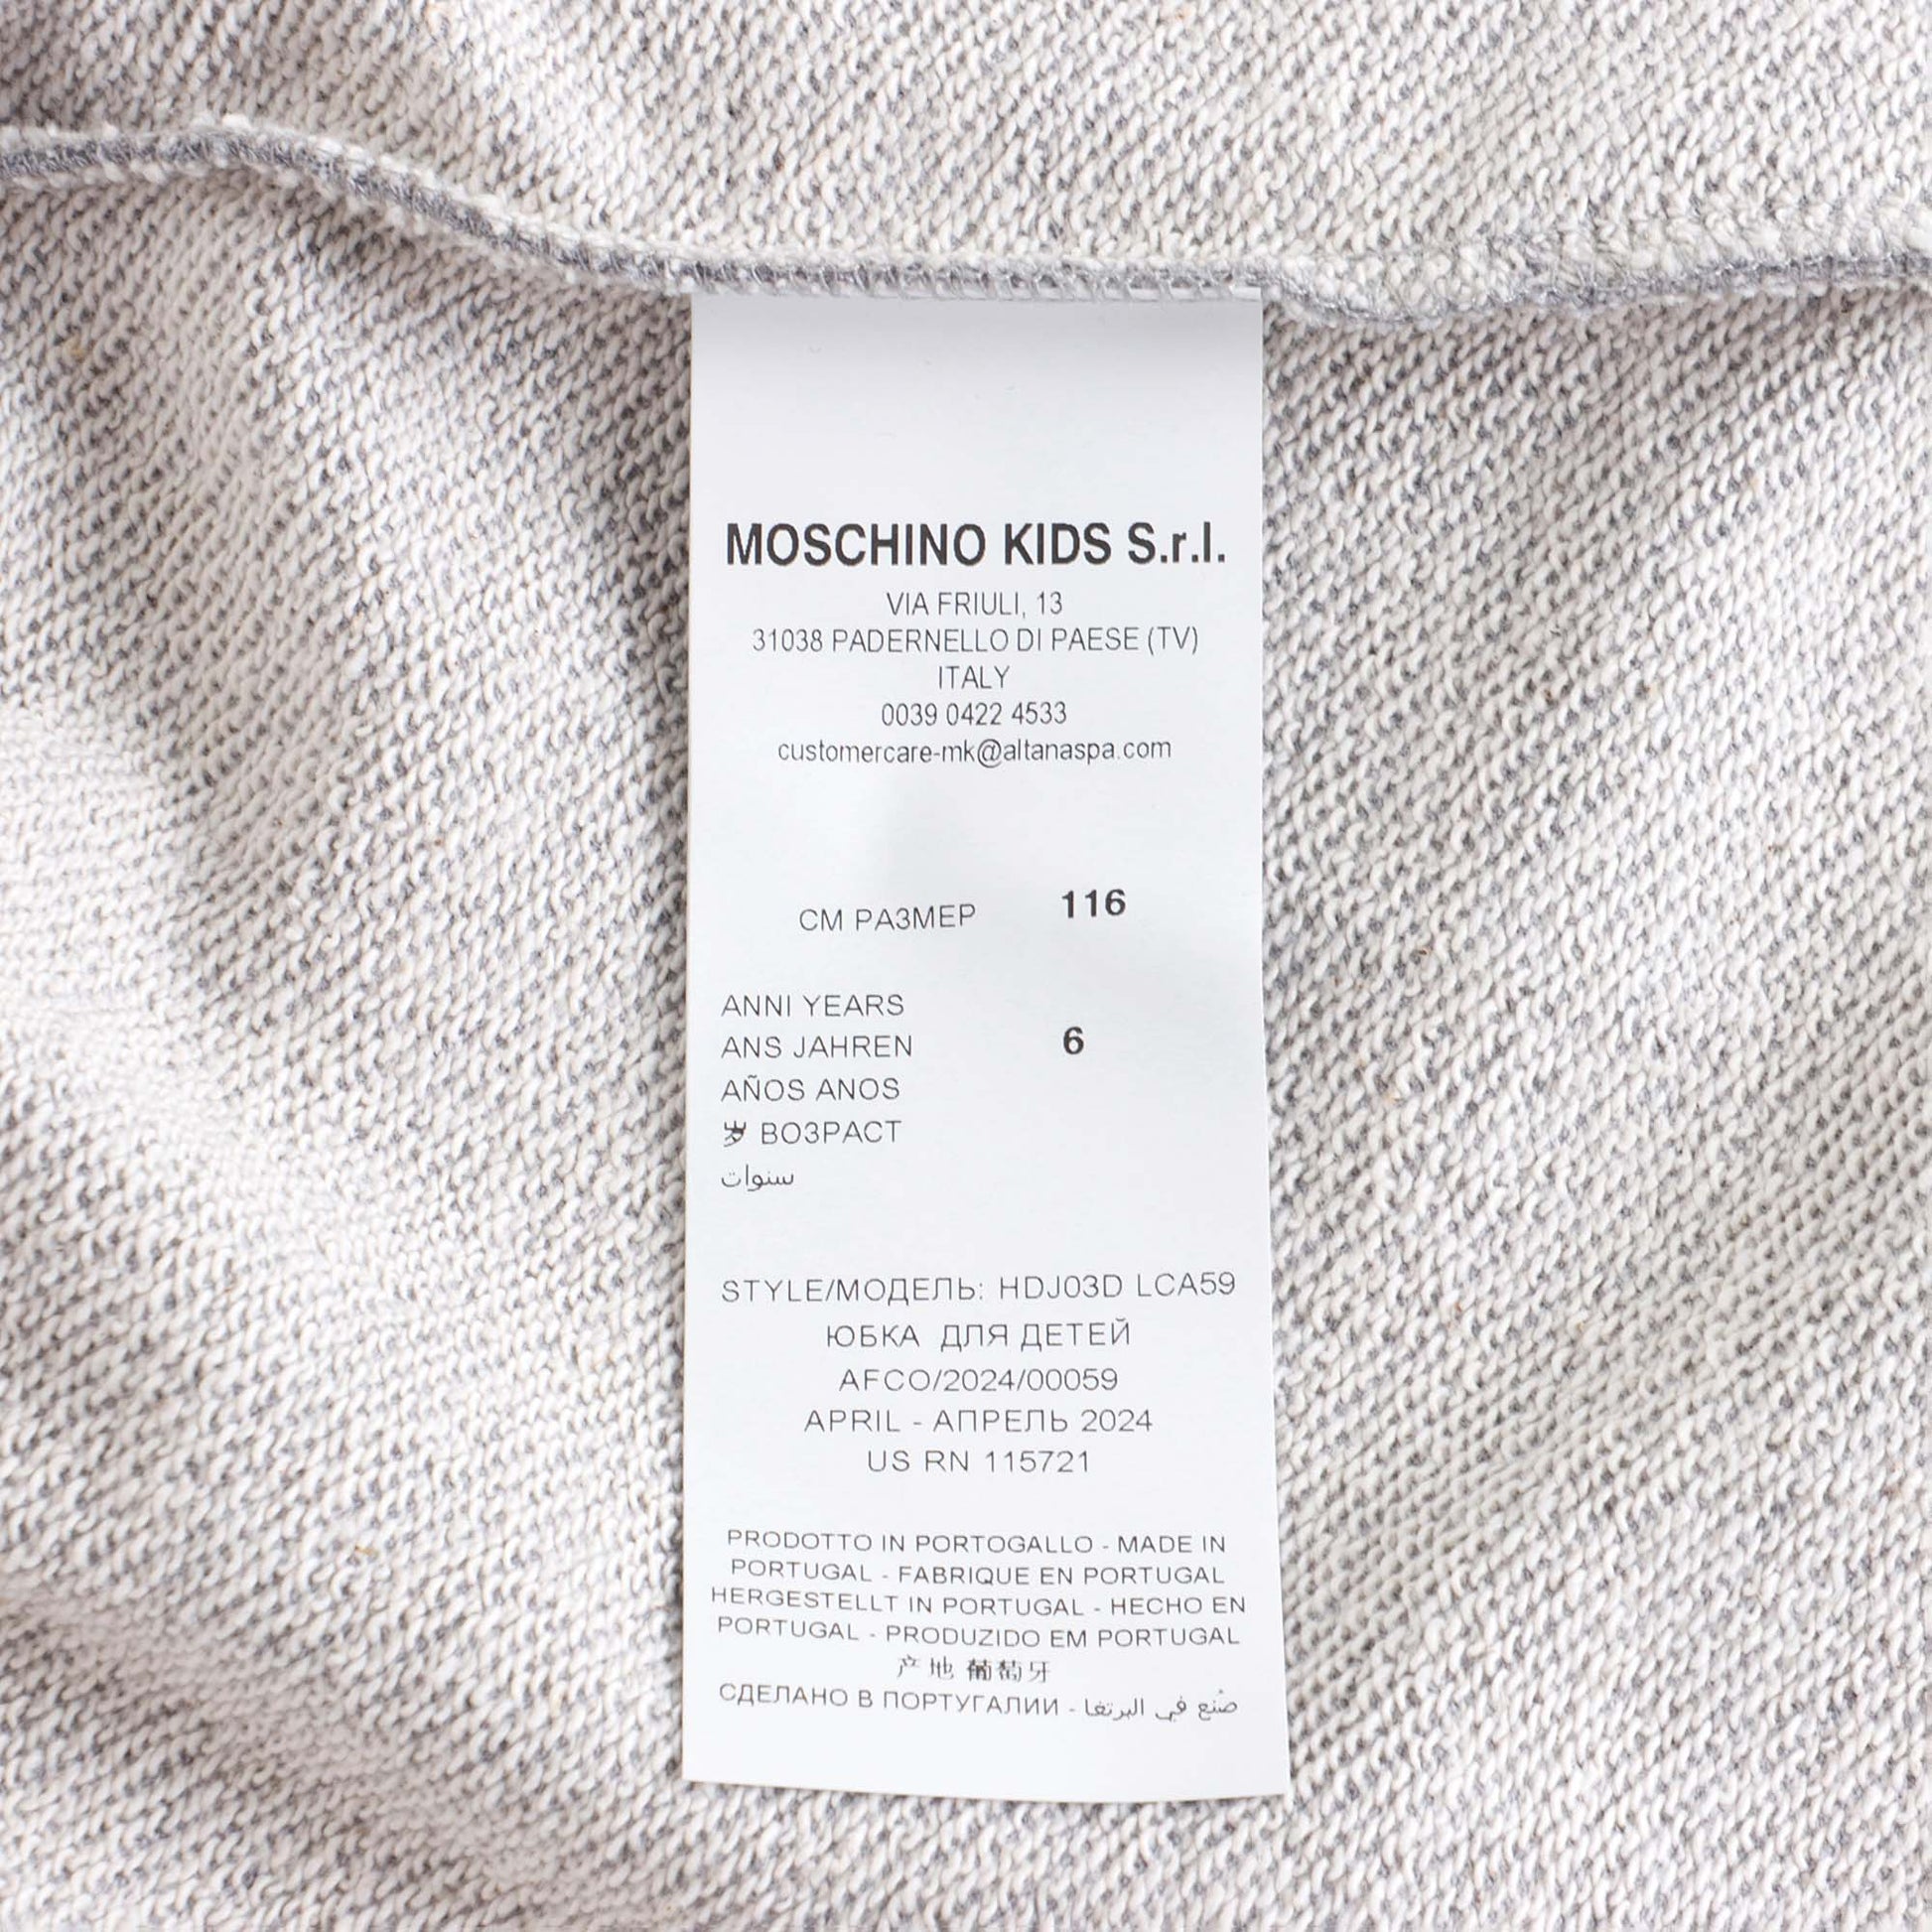 MOSCHINO KIDS S.r.l.
VIA FRIULI, 13
31038 PADERNELLO DI PAESE (TV)
ITALY
0039 0422 4533
customercare-mk@altanaspa.com
СМ РАЗМЕР 116
ANNI YEARS
ANS JAHREN 6
AÑOS ANOS
岁 ВОЗРАСТ
سنوات
STYLE/МОДЕЛЬ: HDJ03D LCA59
ЮБКА ДЛЯ ДЕТЕЙ
AFCO/2024/00059
APRIL - АПРЕЛЬ 2024
US RN 115721
PRODOTTO IN PORTOGALLO - MADE IN
PORTUGAL - FABRIQUE EN PORTUGAL
HERGESTELLT IN PORTUGAL - HECHO EN
PORTUGAL - PRODUZIDO EM PORTUGAL
产地 葡萄牙
СДЕЛАНО В ПОРТУГАЛИИ - صُنع في البرتغا